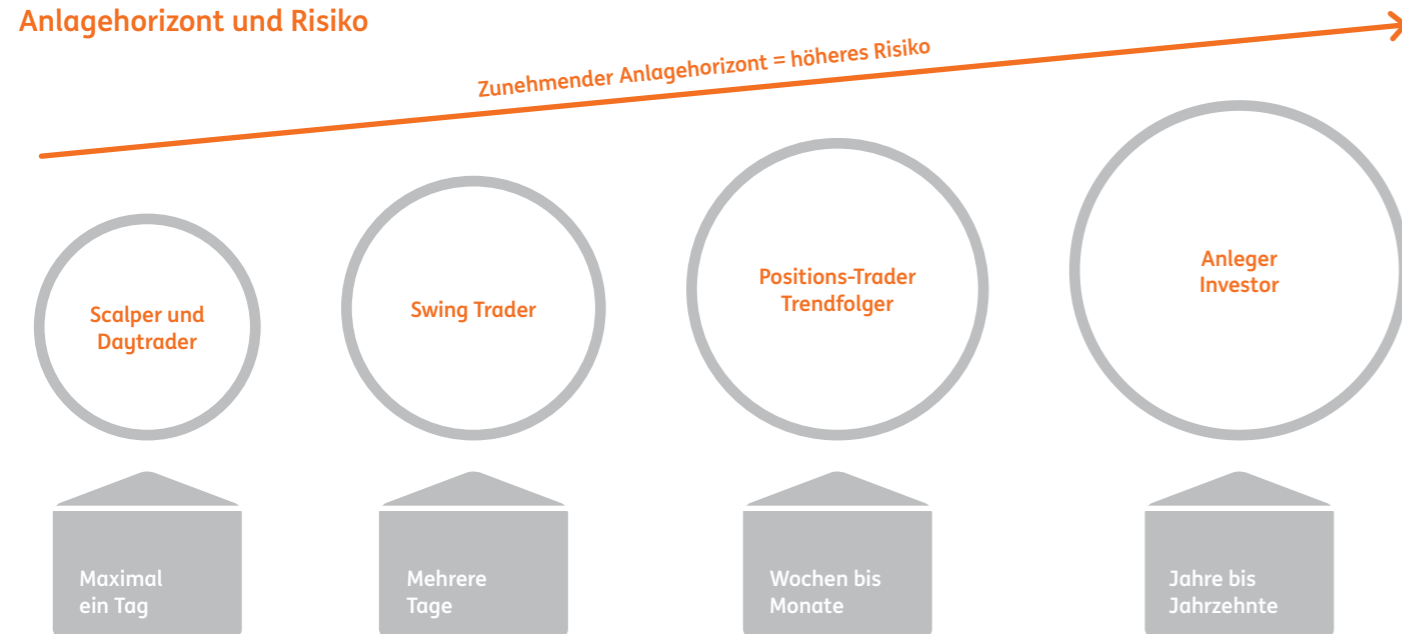 Anlagehorizont und Risiko
Zunehmender Anlagehorizont = höheres Risiko
Scalper und
Daytrader
Swing Trader
Positions-Trader
Trendfolger
Anleger
Investor
Maximal
ein Tag
Mehrere
Tage
Wochen bis
Monate
Jahre bis
Jahrzehnte